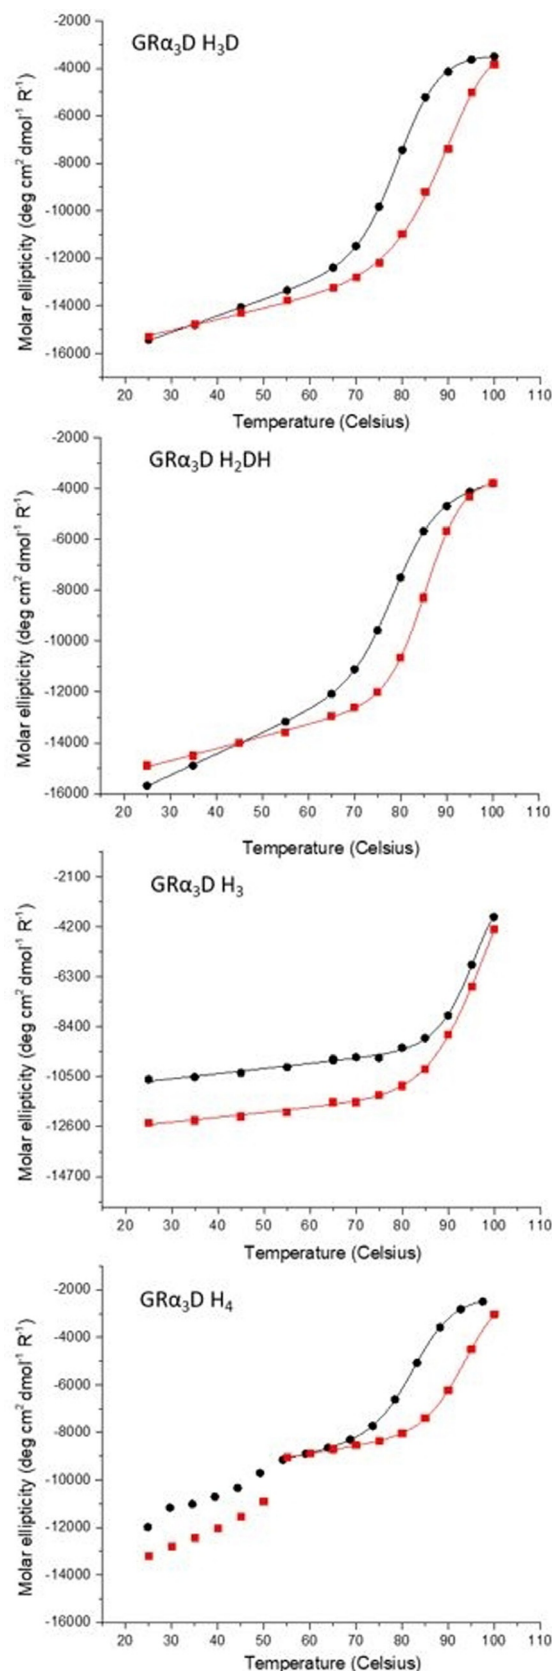 GRα₃D H₃D
Molar ellipticity (deg cm² dmol⁻¹ R⁻¹)
-2000
-4000
-6000
-8000
-10000
-12000
-14000
-16000
20 30 40 50 60 70 80 90 100 110
Temperature (Celsius)
GRα₃D H₂DH
Molar ellipticity (deg cm² dmol⁻¹ R⁻¹)
-2000
-4000
-6000
-8000
-10000
-12000
-14000
-16000
20 30 40 50 60 70 80 90 100 110
Temperature (Celsius)
GRα₃D H₃
Molar ellipticity (deg cm² dmol⁻¹ R⁻¹)
-2100
-4200
-6300
-8400
-10500
-12600
-14700
20 30 40 50 60 70 80 90 100 110
Temperature (Celsius)
GRα₃D H₄
Molar ellipticity (deg cm² dmol⁻¹ R⁻¹)
-2000
-4000
-6000
-8000
-10000
-12000
-14000
-16000
20 30 40 50 60 70 80 90 100 110
Temperature (Celsius)